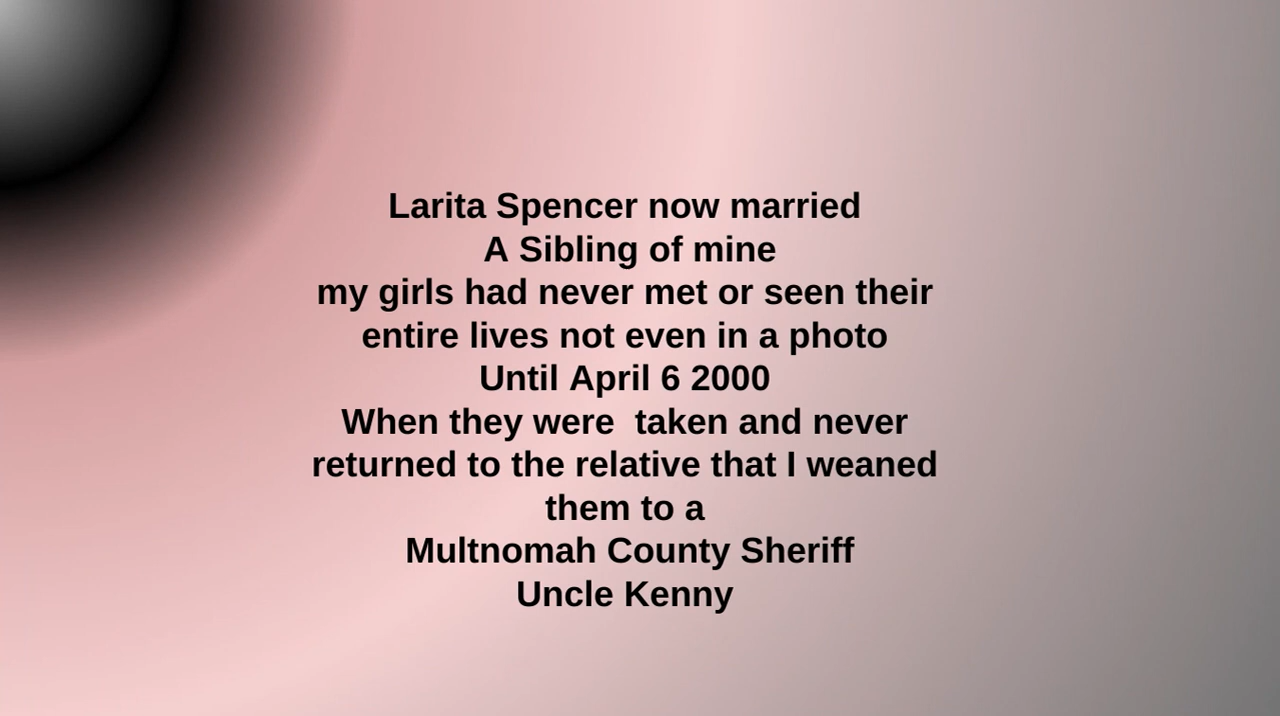 Larita Spencer now married
A Sibling of mine
my girls had never met or seen their
entire lives not even in a photo
Until April 6 2000
When they were  taken and never
returned to the relative that I weaned
them to a
Multnomah County Sheriff
Uncle Kenny